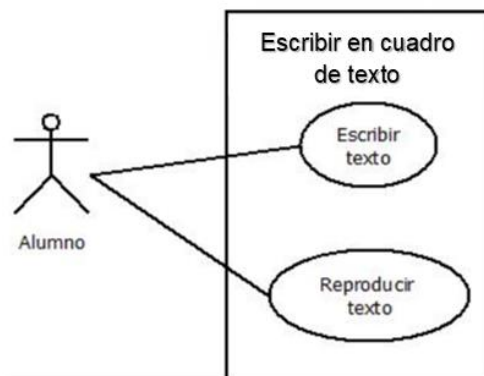 Escribir en cuadro
de texto
Escribir
texto
Alumno
Reproducir
texto